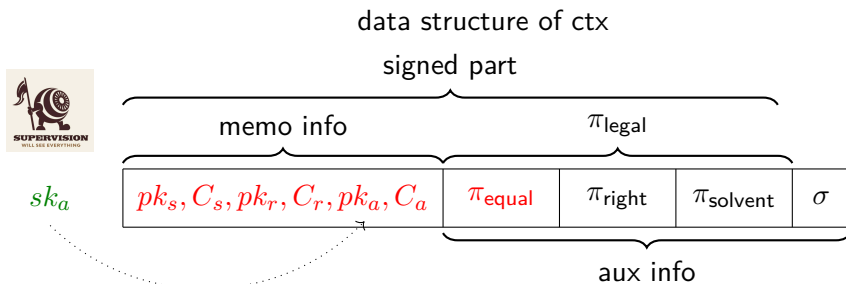 data structure of ctx
signed part
SUPERVISION
WILL SEE EVERYTHING
memo info
π_legal
sk_a
pk_s, C_s, pk_r, C_r, pk_a, C_a π_equal π_right π_solvent σ
aux info